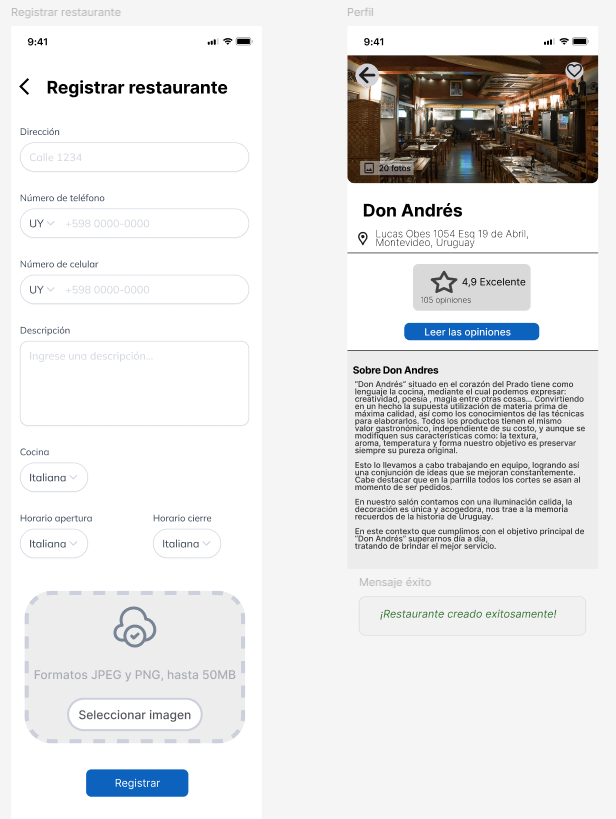 Registrar restaurante
9:41
Registrar restaurante
Dirección
Calle 1234
Número de teléfono
UY +598 0000-0000
Número de celular
UY +598 0000-0000
Descripción
Ingrese una descripción...
Cocina
Italiana
Horario apertura Horario cierre
Italiana Italiana
Formatos JPEG y PNG, hasta 50MB
Seleccionar imagen
Registrar
Perfil
9:41
20 fotos
Don Andrés
Lucas Obes 1054 Esq 19 de Abril,
Montevideo, Uruguay
4,9 Excelente
105 opiniones
Leer las opiniones
Sobre Don Andres
"Don Andrés" situado en el corazón del Prado tiene como
lenguaje la cocina, mediante el cual podemos expresar:
creatividad, poesía , magia entre otras cosas... Convirtiendo
en un hecho la supuesta utilización de materia prima de
máxima calidad, así como los conocimientos de las técnicas
para elaborarlos. Todos los productos tienen el mismo
valor gastronómico, independiente de su costo, y aunque se
modifiquen sus características como: la textura,
aroma, temperatura y forma nuestro objetivo es preservar
siempre su pureza original.
Esto lo llevamos a cabo trabajando en equipo, logrando así
una conjunción de ideas que se mejoran constantemente.
Cabe destacar que en la parrilla todos los cortes se asan al
momento de ser pedidos.
En nuestro salón contamos con una iluminación calida, la
decoración es única y acogedora, nos trae a la memoria
recuerdos de la historia de Uruguay.
En este contexto que cumplimos con el objetivo principal de
"Don Andrés" superarnos día a día,
tratando de brindar el mejor servicio.
Mensaje éxito
¡Restaurante creado exitosamente!